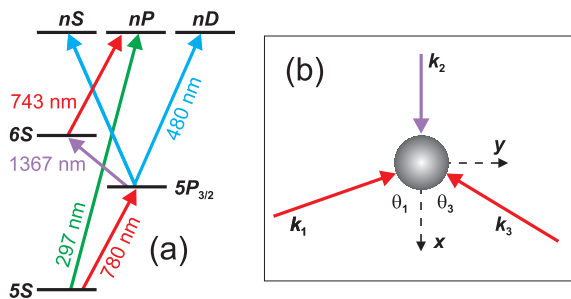 nS nP nD
(b)
k2
743 nm
480 nm
6S
y
1367 nm
5P3/2
θ1 θ3
297 nm
780 nm
(a)
k1
x
k3
5S